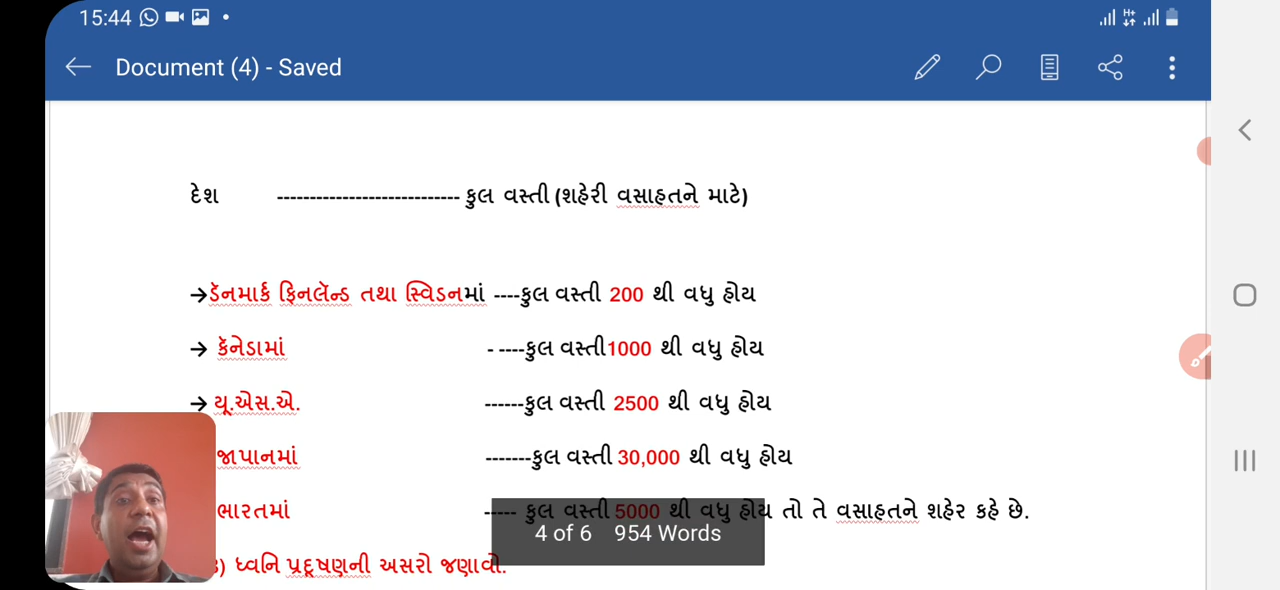 15:44
Document (4) - Saved
દેશ ---------------------------- કુલ વસ્તી (શહેરી વસાહતને માટે)
→ડૅનમાર્ક ફિનલૅન્ડ તથા સ્વિડનમાં ----કુલ વસ્તી 200 થી વધુ હોય
→ કૅનેડામાં - ----કુલ વસ્તી1000 થી વધુ હોય
→ યૂ.એસ.એ. ------કુલ વસ્તી 2500 થી વધુ હોય
જાપાનમાં -------કુલ વસ્તી 30,000 થી વધુ હોય
ભારતમાં ----- કુલ વસ્તી 5000 થી વધુ હોય તો તે વસાહતને શહેર કહે છે.
4 of 6 954 Words
) ધ્વનિ પ્રદૂષણની અસરો જણાવો.